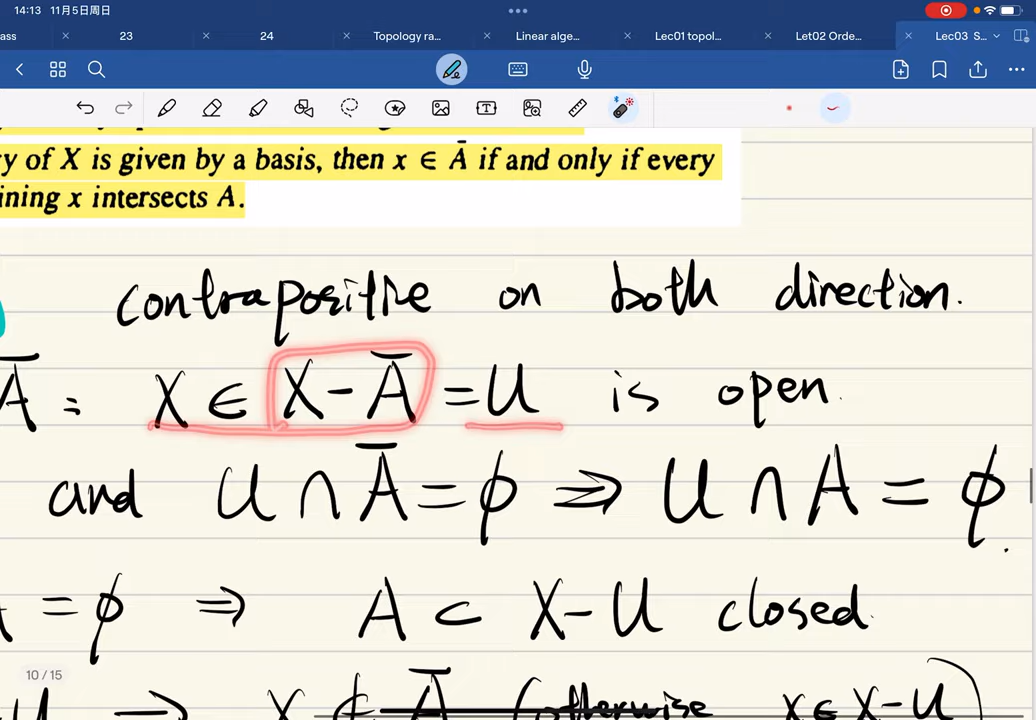 14:13 11月5日周日
ass 23 24 Topology ra... Linear alge... Lec01 topol... Let02 Orde... Lec03 S...
y of X is given by a basis, then x ∈ Ā if and only if every
ining x intersects A.
contrapositive on both direction.
Ā : X ∈ X - Ā = U is open.
and U ∩ Ā = ϕ ⇒ U ∩ A = ϕ.
= ϕ ⇒ A ⊂ X - U closed.
10 / 15
U ⇒ X ∉ Ā (otherwise x ∈ X - U)